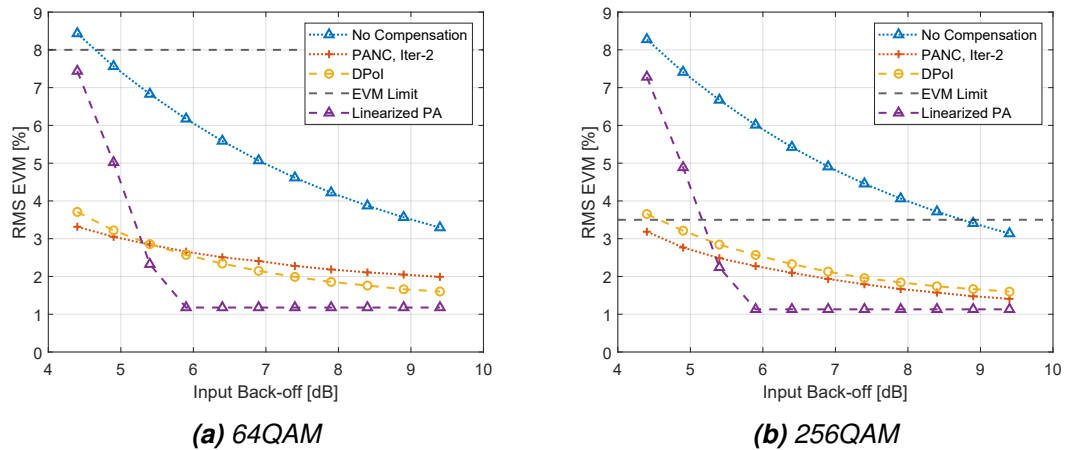 9
8
7
6
5
4
3
2
1
0
RMS EVM [%]
No Compensation
PANC, Iter-2
DPoI
EVM Limit
Linearized PA
4 5 6 7 8 9 10
Input Back-off [dB]
(a) 64QAM
9
8
7
6
5
4
3
2
1
0
RMS EVM [%]
No Compensation
PANC, Iter-2
DPoI
EVM Limit
Linearized PA
4 5 6 7 8 9 10
Input Back-off [dB]
(b) 256QAM